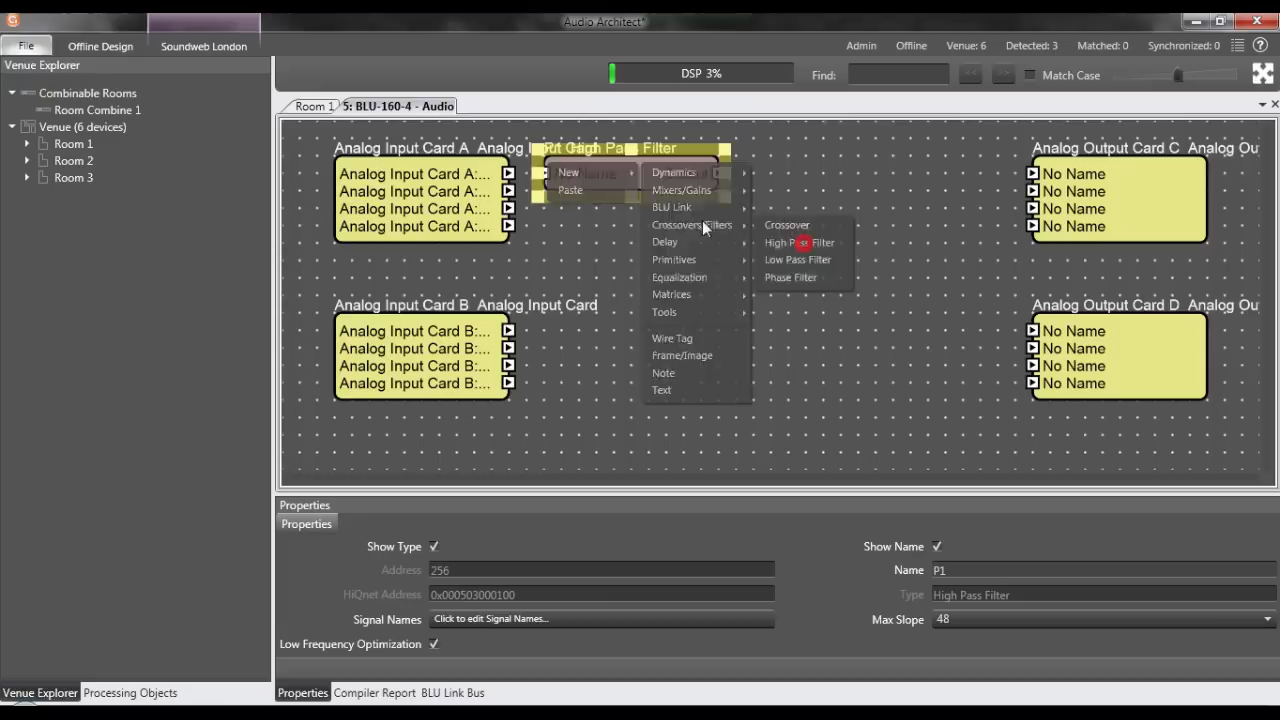 Audio Architect*
File
Offline Design
Soundweb London
Admin
Offline
Venue: 6
Detected: 3
Matched: 0
Synchronized: 0
Venue Explorer
DSP 3%
Find:
<<
>>
Match Case
Combinable Rooms
Room Combine 1
Venue (6 devices)
Room 1
Room 2
Room 3
Room 1
5: BLU-160-4 - Audio
Analog Input Card A
High Pass Filter
Analog Input Card A:...
Analog Input Card A:...
Analog Input Card A:...
Analog Input Card A:...
New
Paste
Dynamics
Mixers/Gains
BLU Link
Crossovers/Filters
Delay
Primitives
Equalization
Matrices
Tools
Wire Tag
Frame/Image
Note
Text
Crossover
High Pass Filter
Low Pass Filter
Phase Filter
Analog Output Card C Analog Ou
No Name
No Name
No Name
No Name
Analog Input Card B Analog Input Card
Analog Input Card B:...
Analog Input Card B:...
Analog Input Card B:...
Analog Input Card B:...
Analog Output Card D Analog Ou
No Name
No Name
No Name
No Name
Properties
Properties
Show Type
Show Name
Address
256
Name
P1
HiQnet Address
0x000503000100
Type
High Pass Filter
Signal Names
Click to edit Signal Names...
Max Slope
48
Low Frequency Optimization
Venue Explorer
Processing Objects
Properties
Compiler Report
BLU Link Bus